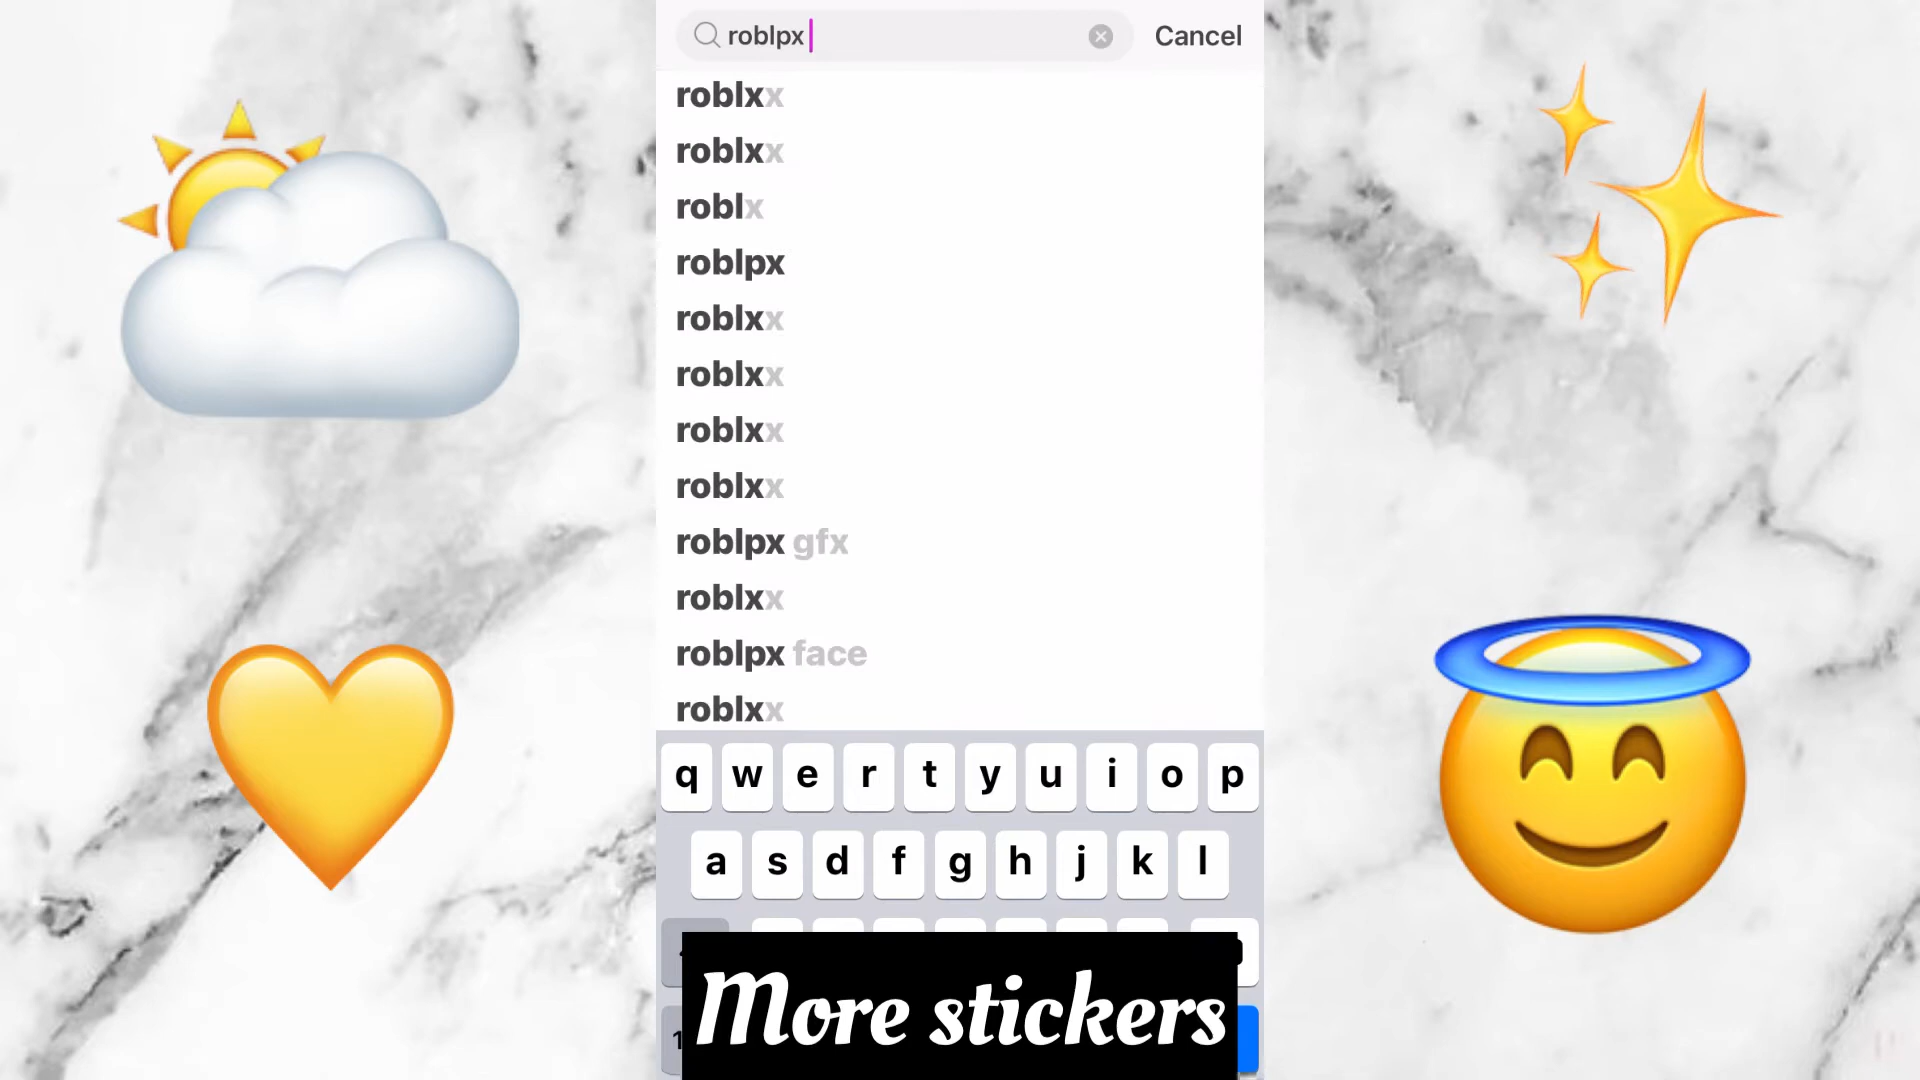 roblpx
Cancel
roblxx
roblxx
roblx
roblpx
roblxx
roblxx
roblxx
roblxx
roblpx gfx
roblxx
roblpx face
roblxx
q w e r t y u i o p
a s d f g h j k l
More stickers